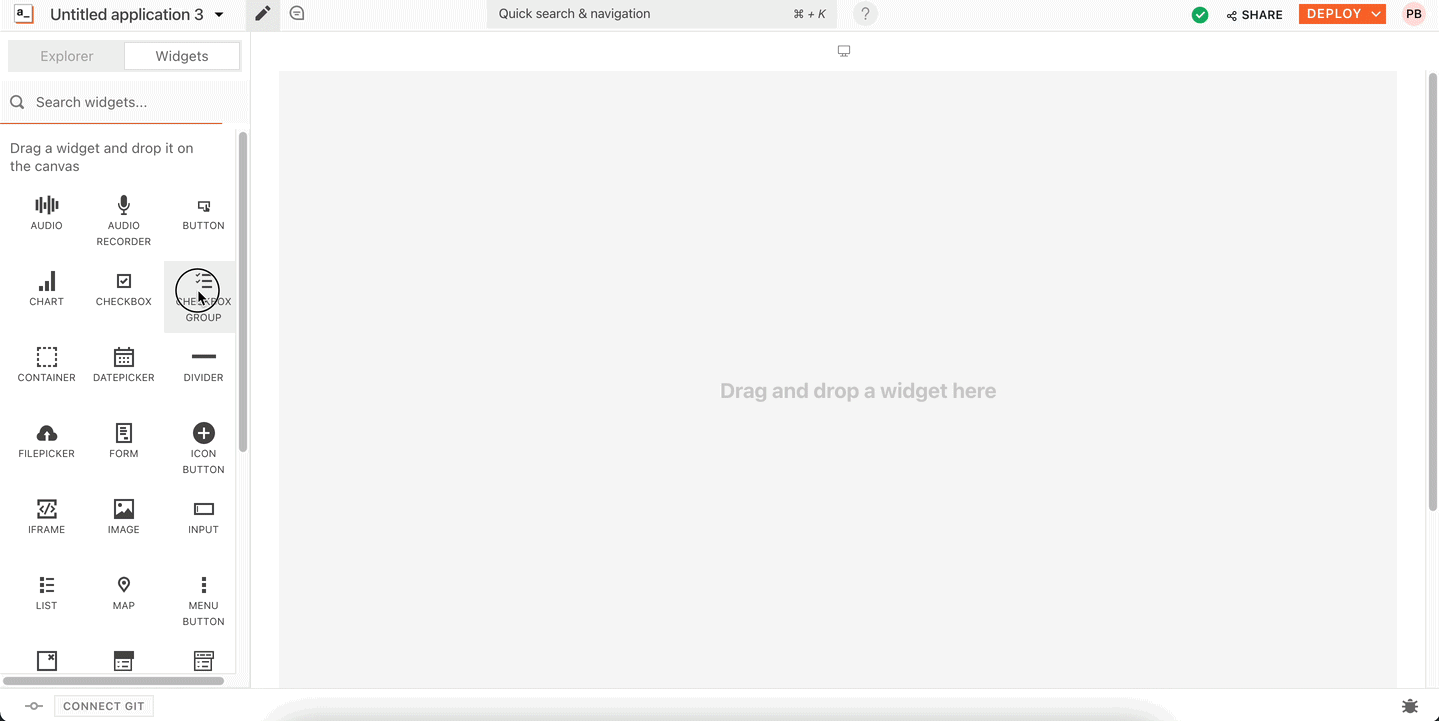 a_ Untitled application 3 Quick search & navigation ⌘ + K ? SHARE DEPLOY PB
Explorer Widgets
Search widgets...
Drag a widget and drop it on
the canvas
AUDIO
AUDIO
RECORDER
BUTTON
CHART
CHECKBOX
CHECKBOX
GROUP
CONTAINER
DATEPICKER
DIVIDER
FILEPICKER
FORM
ICON
BUTTON
IFRAME
IMAGE
INPUT
LIST
MAP
MENU
BUTTON
Drag and drop a widget here
CONNECT GIT